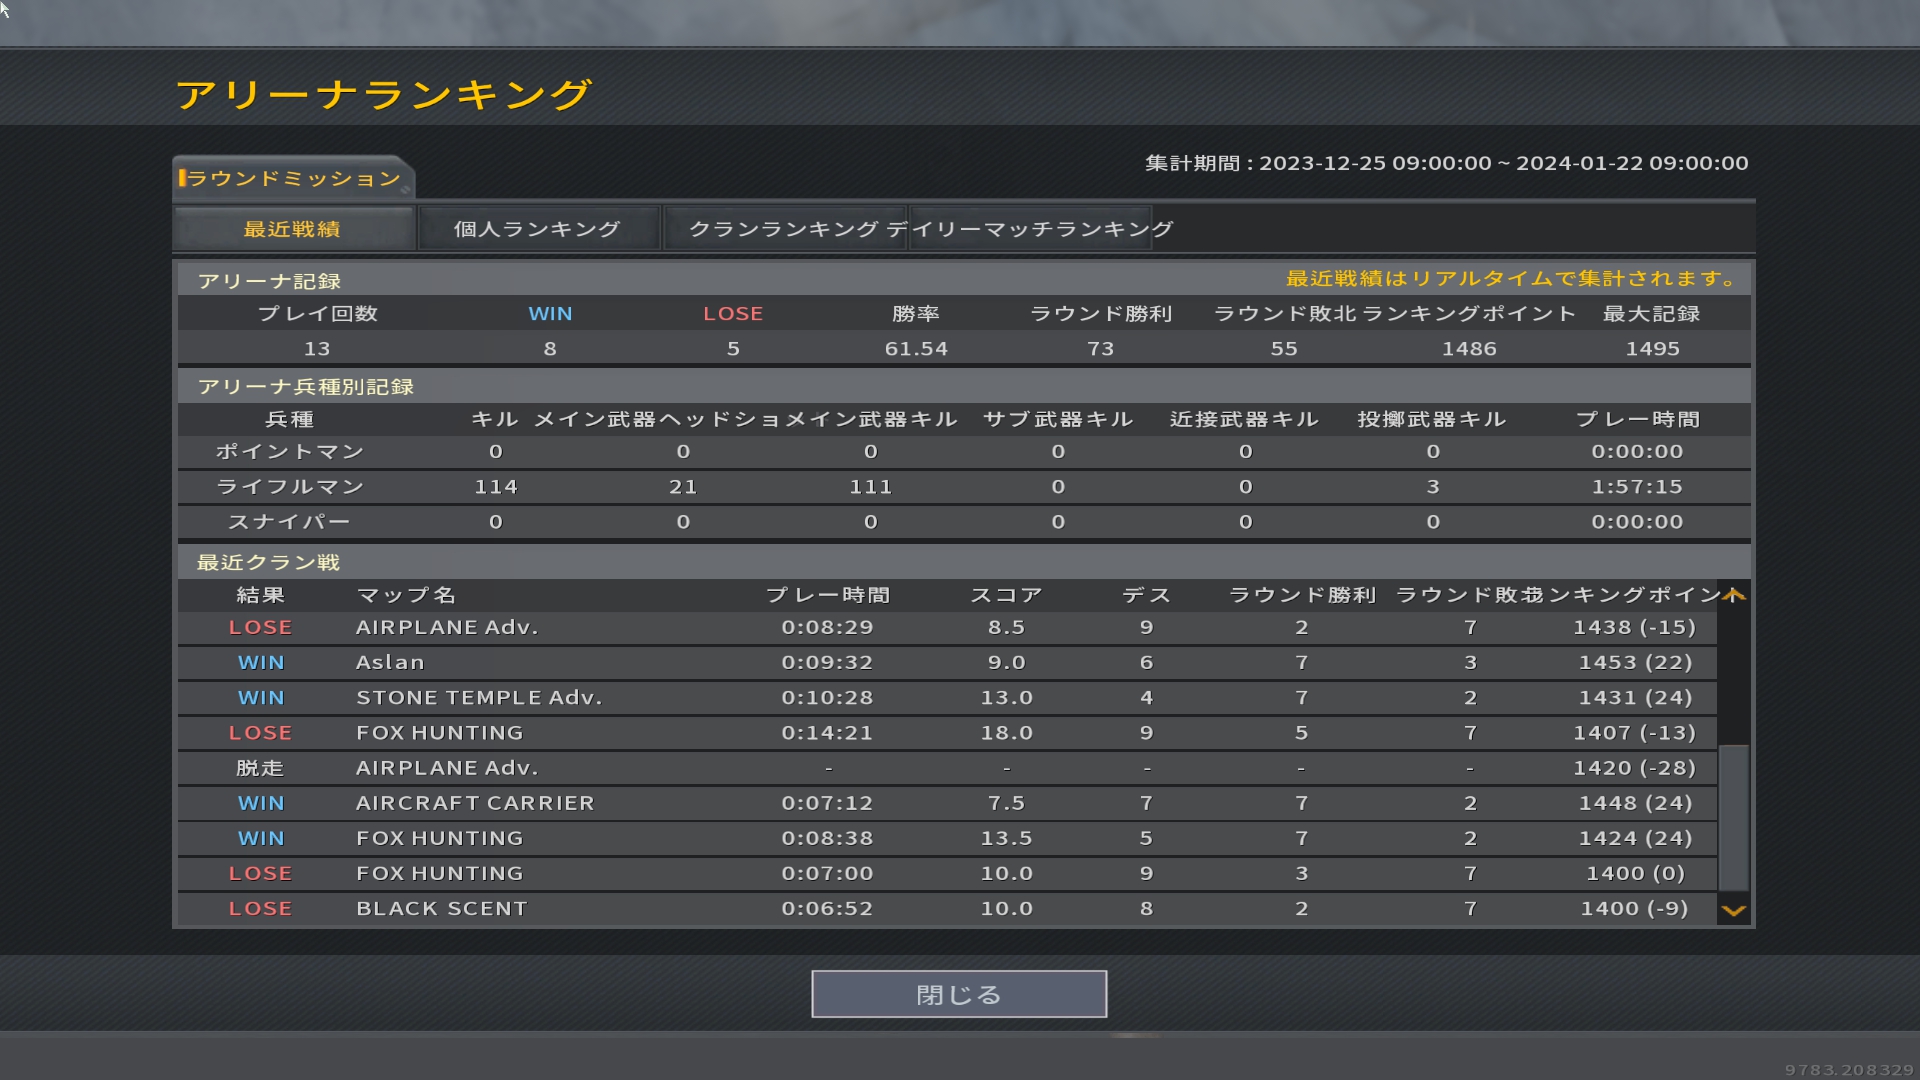 アリーナランキング
集計期間 : 2023-12-25 09:00:00 ~ 2024-01-22 09:00:00
ラウンドミッション
最近戦績 個人ランキング クランランキング デイリーマッチランキング
アリーナ記録 最近戦績はリアルタイムで集計されます。
プレイ回数 WIN LOSE 勝率 ラウンド勝利 ラウンド敗北 ランキングポイント 最大記録
13 8 5 61.54 73 55 1486 1495
アリーナ兵種別記録
兵種 キル メイン武器ヘッドショ メイン武器キル サブ武器キル 近接武器キル 投擲武器キル プレー時間
ポイントマン 0 0 0 0 0 0 0:00:00
ライフルマン 114 21 111 0 0 3 1:57:15
スナイパー 0 0 0 0 0 0 0:00:00
最近クラン戦
結果 マップ名 プレー時間 スコア デス ラウンド勝利 ラウンド敗 ンキングポイント
LOSE AIRPLANE Adv. 0:08:29 8.5 9 2 7 1438 (-15)
WIN Aslan 0:09:32 9.0 6 7 3 1453 (22)
WIN STONE TEMPLE Adv. 0:10:28 13.0 4 7 2 1431 (24)
LOSE FOX HUNTING 0:14:21 18.0 9 5 7 1407 (-13)
脱走 AIRPLANE Adv. - - - - - 1420 (-28)
WIN AIRCRAFT CARRIER 0:07:12 7.5 7 7 2 1448 (24)
WIN FOX HUNTING 0:08:38 13.5 5 7 2 1424 (24)
LOSE FOX HUNTING 0:07:00 10.0 9 3 7 1400 (0)
LOSE BLACK SCENT 0:06:52 10.0 8 2 7 1400 (-9)
閉じる
9783.208329